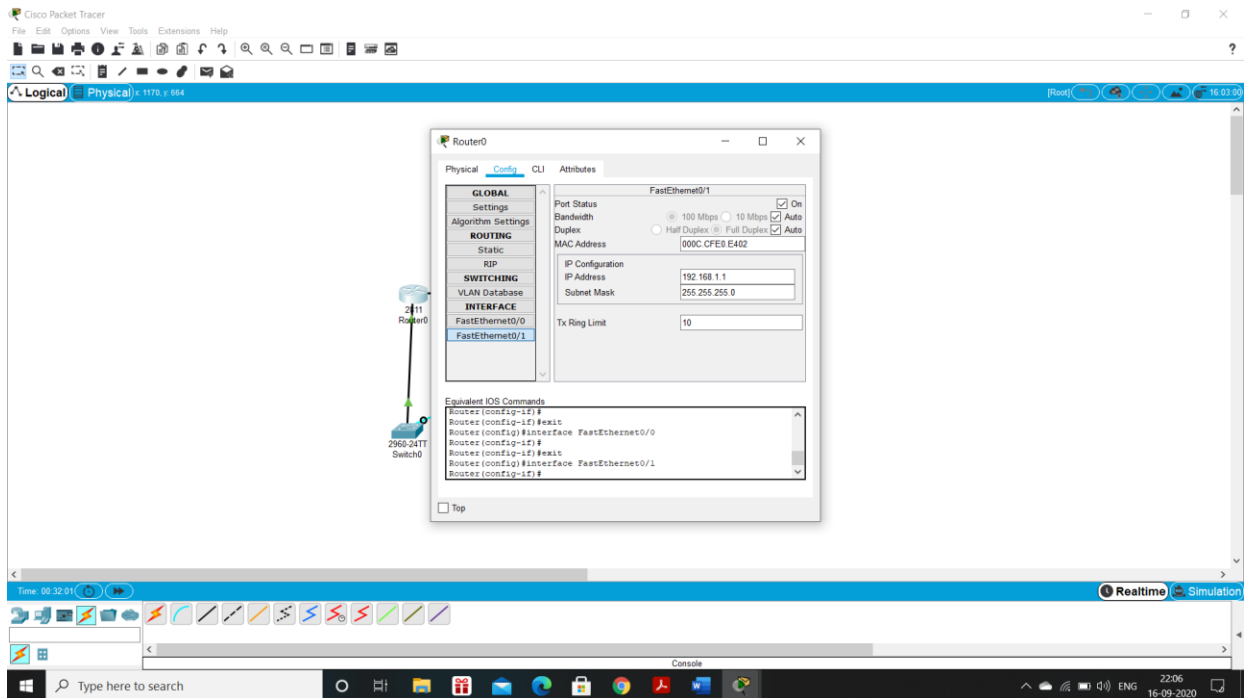 Cisco Packet Tracer
File Edit Options View Tools Extensions Help
?
Logical Physical x: 1170, y: 664 [Root] 16:03:00
Router0
Physical Config CLI Attributes
GLOBAL
Settings
Algorithm Settings
ROUTING
Static
RIP
SWITCHING
VLAN Database
INTERFACE
FastEthernet0/0
FastEthernet0/1
FastEthernet0/1
Port Status On
Bandwidth 100 Mbps 10 Mbps Auto
Duplex Half Duplex Full Duplex Auto
MAC Address 000C.CFE0.E402
IP Configuration
IP Address 192.168.1.1
Subnet Mask 255.255.255.0
Tx Ring Limit 10
Equivalent IOS Commands
Router(config-if)#
Router(config-if)#exit
Router(config)#interface FastEthernet0/0
Router(config-if)#
Router(config-if)#exit
Router(config)#interface FastEthernet0/1
Router(config-if)#
Top
2811
Router0
2960-24TT
Switch0
Time: 00:32:01 Realtime Simulation
Console
Type here to search
ENG 22:06
16-09-2020